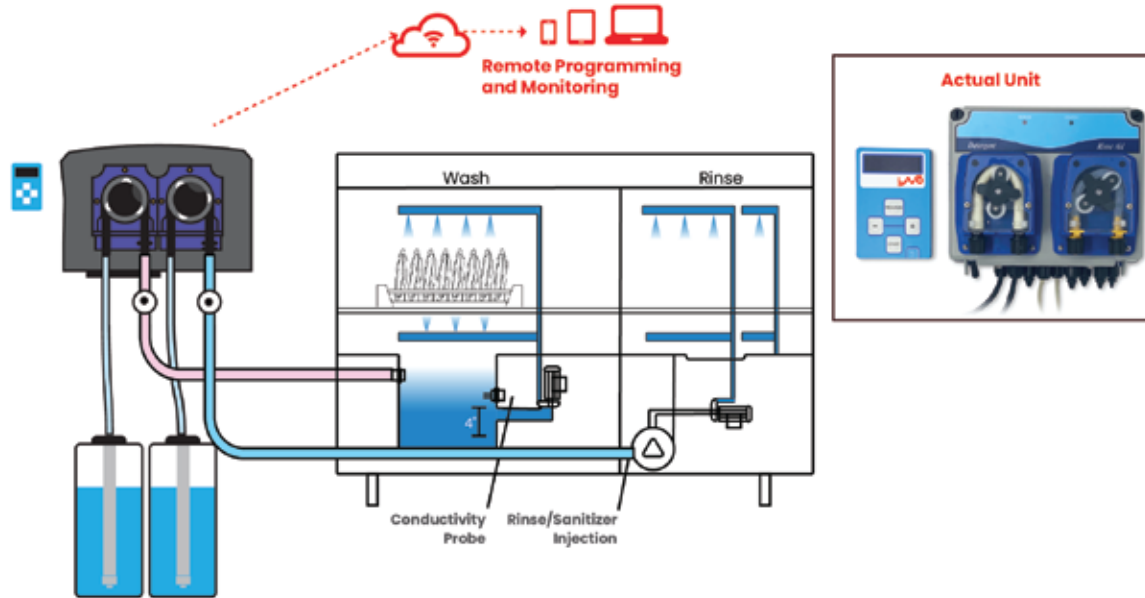 Remote Programming
and Monitoring
Actual Unit
Wash
Rinse
4"
Conductivity
Probe
Rinse/Sanitizer
Injection